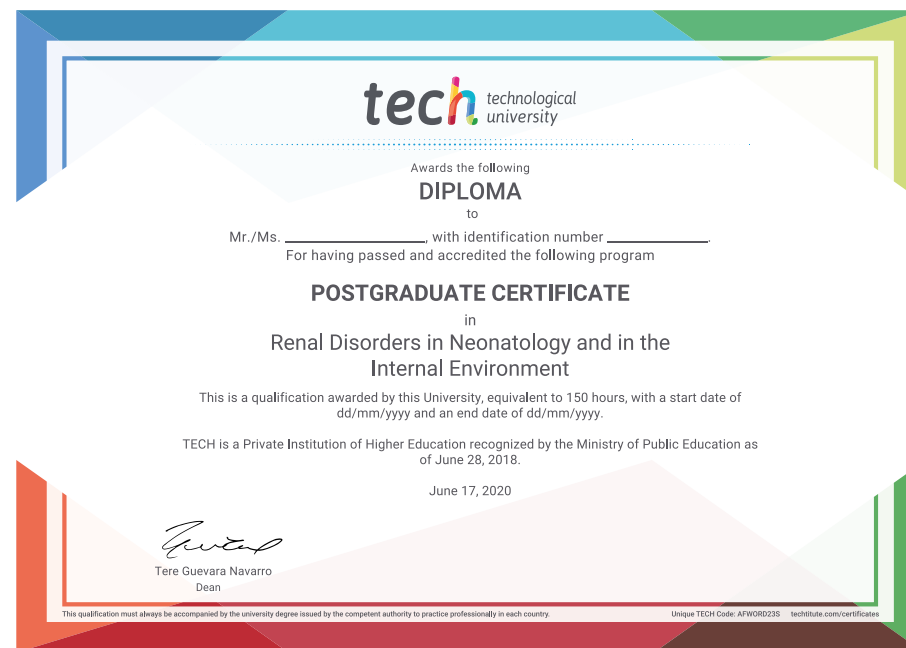 tech technological
university
Awards the following
DIPLOMA
to
Mr./Ms. ____________________, with identification number ______________.
For having passed and accredited the following program
POSTGRADUATE CERTIFICATE
in
Renal Disorders in Neonatology and in the
Internal Environment
This is a qualification awarded by this University, equivalent to 150 hours, with a start date of
dd/mm/yyyy and an end date of dd/mm/yyyy.
TECH is a Private Institution of Higher Education recognized by the Ministry of Public Education as
of June 28, 2018.
June 17, 2020
Tere Guevara Navarro
Dean
This qualification must always be accompanied by the university degree issued by the competent authority to practice professionally in each country.
Unique TECH Code: AFWORD23S techtitute.com/certificates